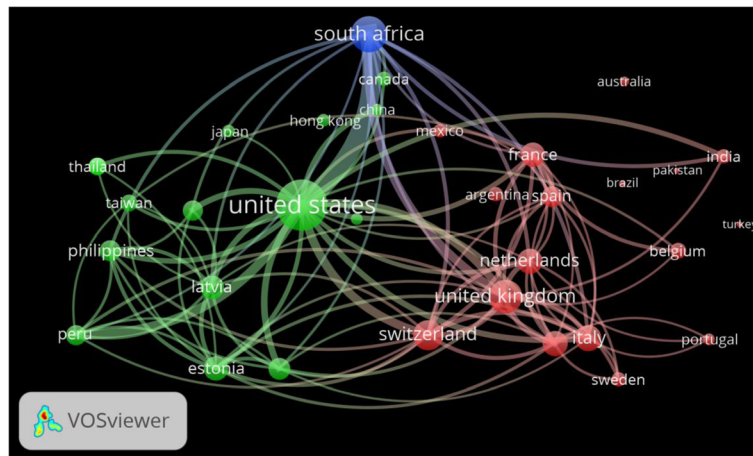 south africa
canada
australia
china
hong kong
japan
mexico
france
india
thailand
pakistan
brazil
argentina
spain
taiwan
united states
turkey
philippines
belgium
netherlands
latvia
united kingdom
peru
switzerland
italy
portugal
estonia
sweden
VOSviewer